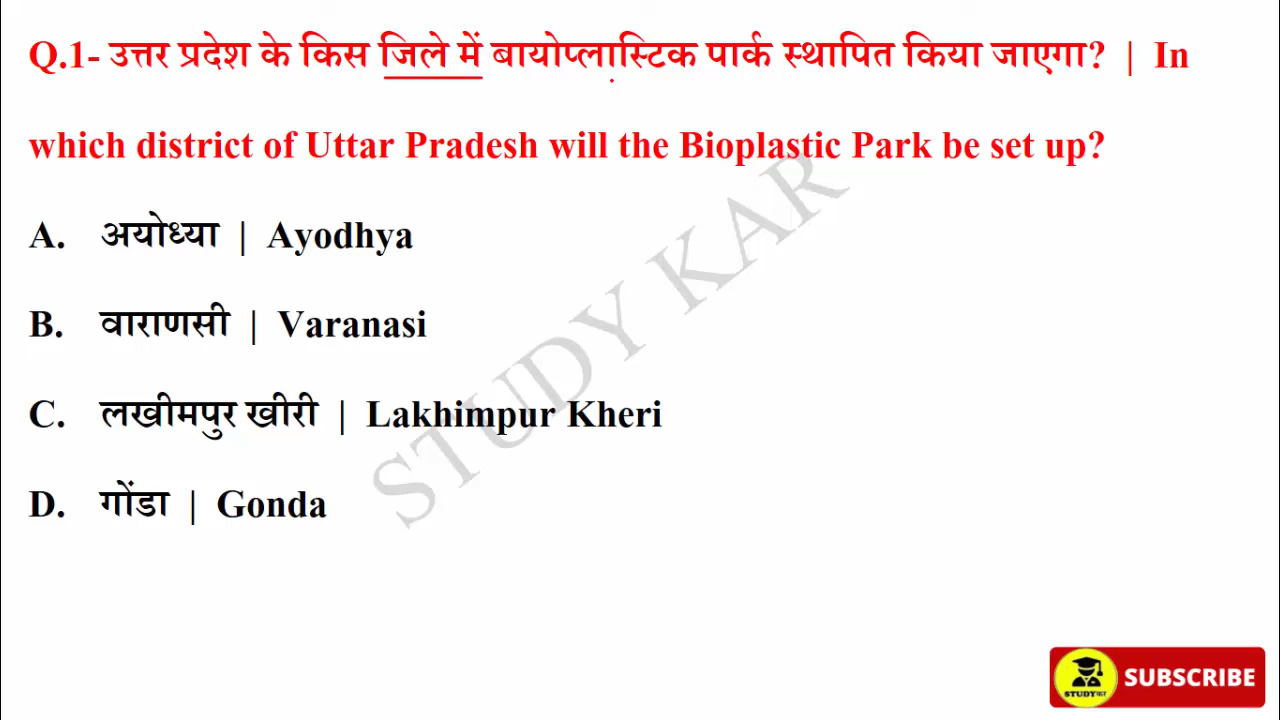 Q.1- उत्तर प्रदेश के किस जिले में बायोप्लास्टिक पार्क स्थापित किया जाएगा? | In
which district of Uttar Pradesh will the Bioplastic Park be set up?
A. अयोध्या | Ayodhya
B. वाराणसी | Varanasi
C. लखीमपुर खीरी | Lakhimpur Kheri
D. गोंडा | Gonda
STUDY KAR
STUDYकर
SUBSCRIBE